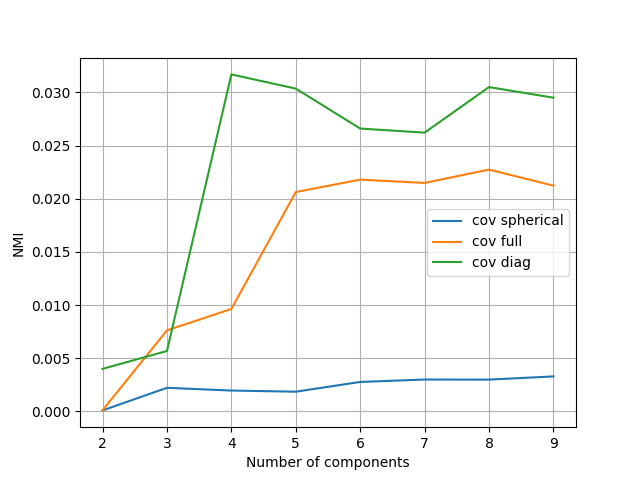 0.030
0.025
0.020
0.015
0.010
0.005
0.000
NMI
cov spherical
cov full
cov diag
2 3 4 5 6 7 8 9
Number of components